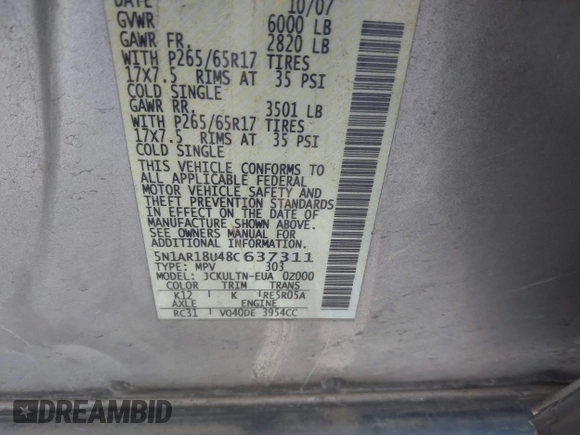 DATE 10/07
GVWR 6000 LB
GAWR FR. 2820 LB
WITH P265/65R17 TIRES
17X7.5 RIMS AT 35 PSI
COLD SINGLE
GAWR RR. 3501 LB
WITH P265/65R17 TIRES
17X7.5 RIMS AT 35 PSI
COLD SINGLE
THIS VEHICLE CONFORMS TO
ALL APPLICABLE FEDERAL
MOTOR VEHICLE SAFETY AND
THEFT PREVENTION STANDARDS
IN EFFECT ON THE DATE OF
MANUFACTURE SHOWN ABOVE.
SEE OWNERS MANUAL FOR
ADDITIONAL INFORMATION.
5N1AR18U48C637311
TYPE: MPV 303
MODEL: JCKULTN-EUA 0Z000
COLOR TRIM TRANS
K12 K RE5R05A
AXLE ENGINE
RC31 VQ40DE 3954CC
DREAMBID